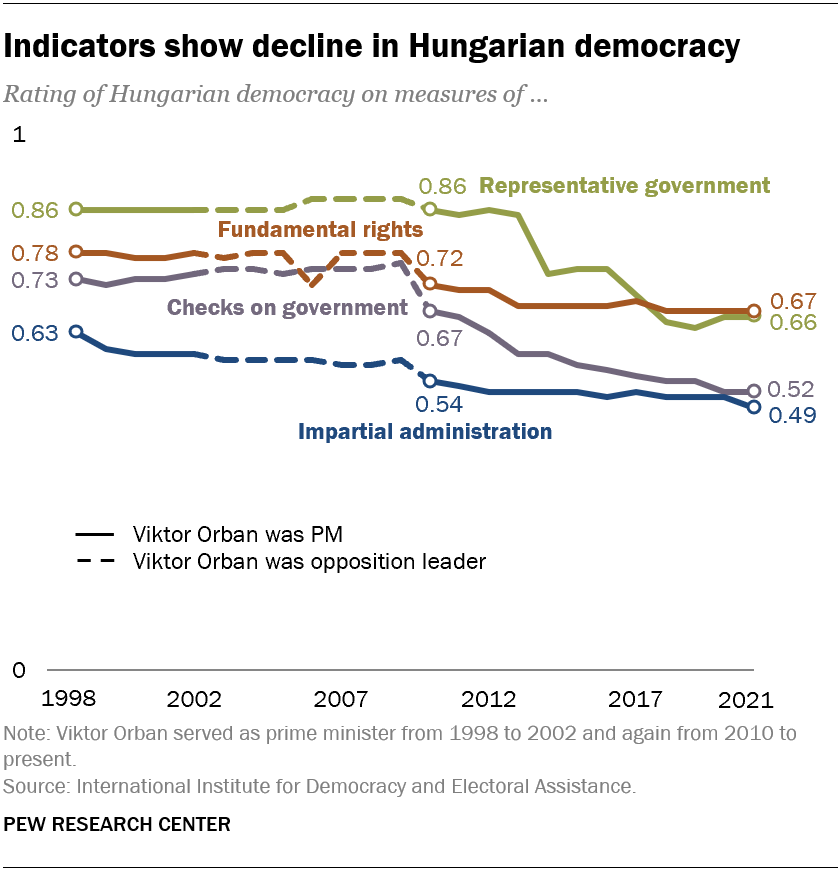 Indicators show decline in Hungarian democracy
Rating of Hungarian democracy on measures of ...
1
0.86 Representative government
0.86
Fundamental rights
0.78
0.72
0.73
Checks on government
0.67
0.66
0.63
0.67
0.52
0.54
0.49
Impartial administration
Viktor Orban was PM
Viktor Orban was opposition leader
0
1998 2002 2007 2012 2017 2021
Note: Viktor Orban served as prime minister from 1998 to 2002 and again from 2010 to
present.
Source: International Institute for Democracy and Electoral Assistance.
PEW RESEARCH CENTER